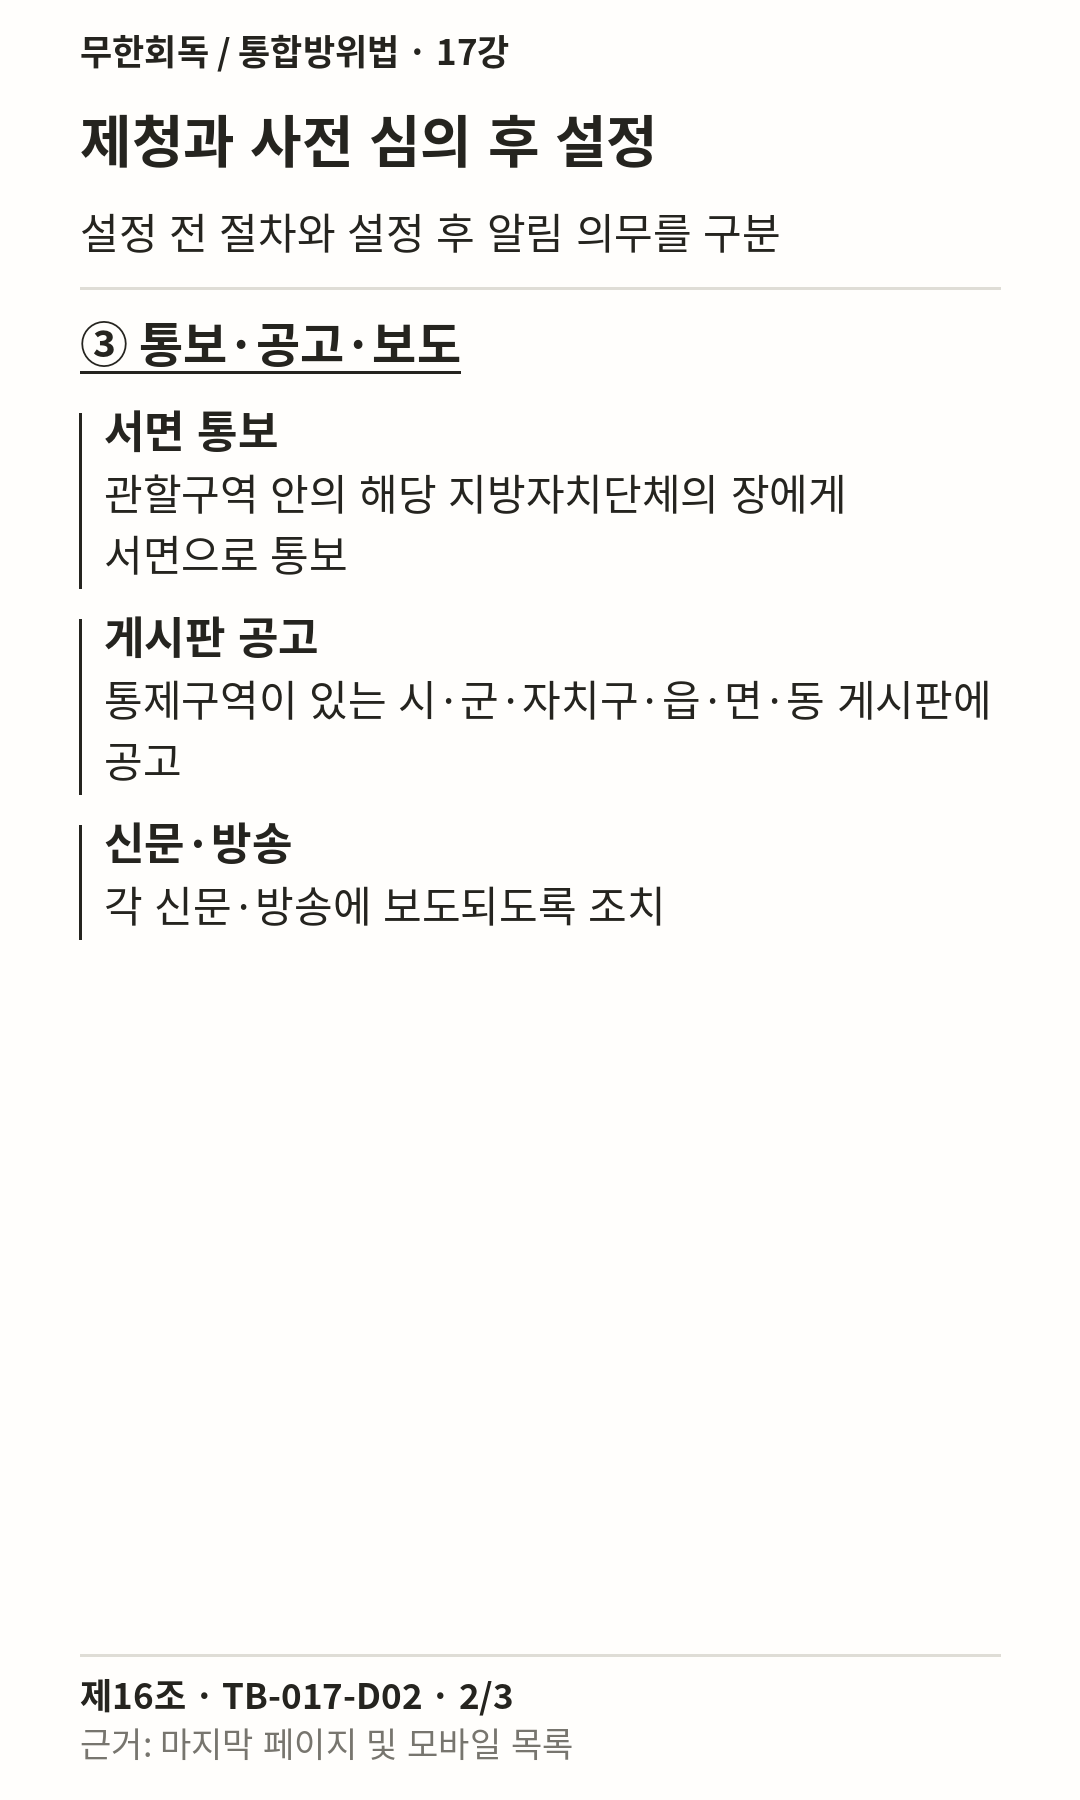 무한회독 / 통합방위법 · 17강
제청과 사전 심의 후 설정
설정 전 절차와 설정 후 알림 의무를 구분
③ 통보·공고·보도
서면 통보
관할구역 안의 해당 지방자치단체의 장에게
서면으로 통보
게시판 공고
통제구역이 있는 시·군·자치구·읍·면·동 게시판에
공고
신문·방송
각 신문·방송에 보도되도록 조치
제16조 · TB-017-D02 · 2/3
근거: 마지막 페이지 및 모바일 목록